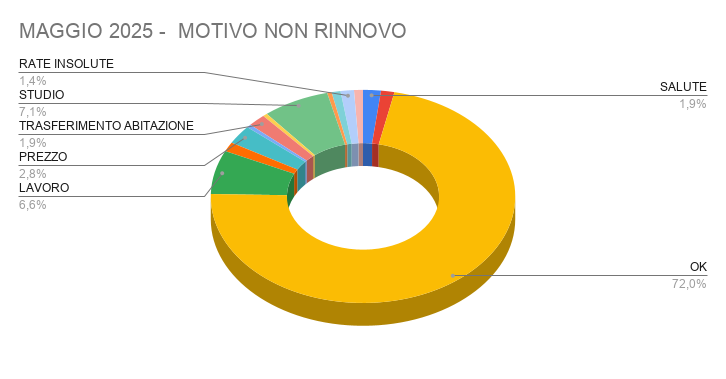 MAGGIO 2025 -  MOTIVO NON RINNOVO
RATE INSOLUTE
1,4%
STUDIO
7,1%
TRASFERIMENTO ABITAZIONE
1,9%
PREZZO
2,8%
LAVORO
6,6%
SALUTE
1,9%
OK
72,0%